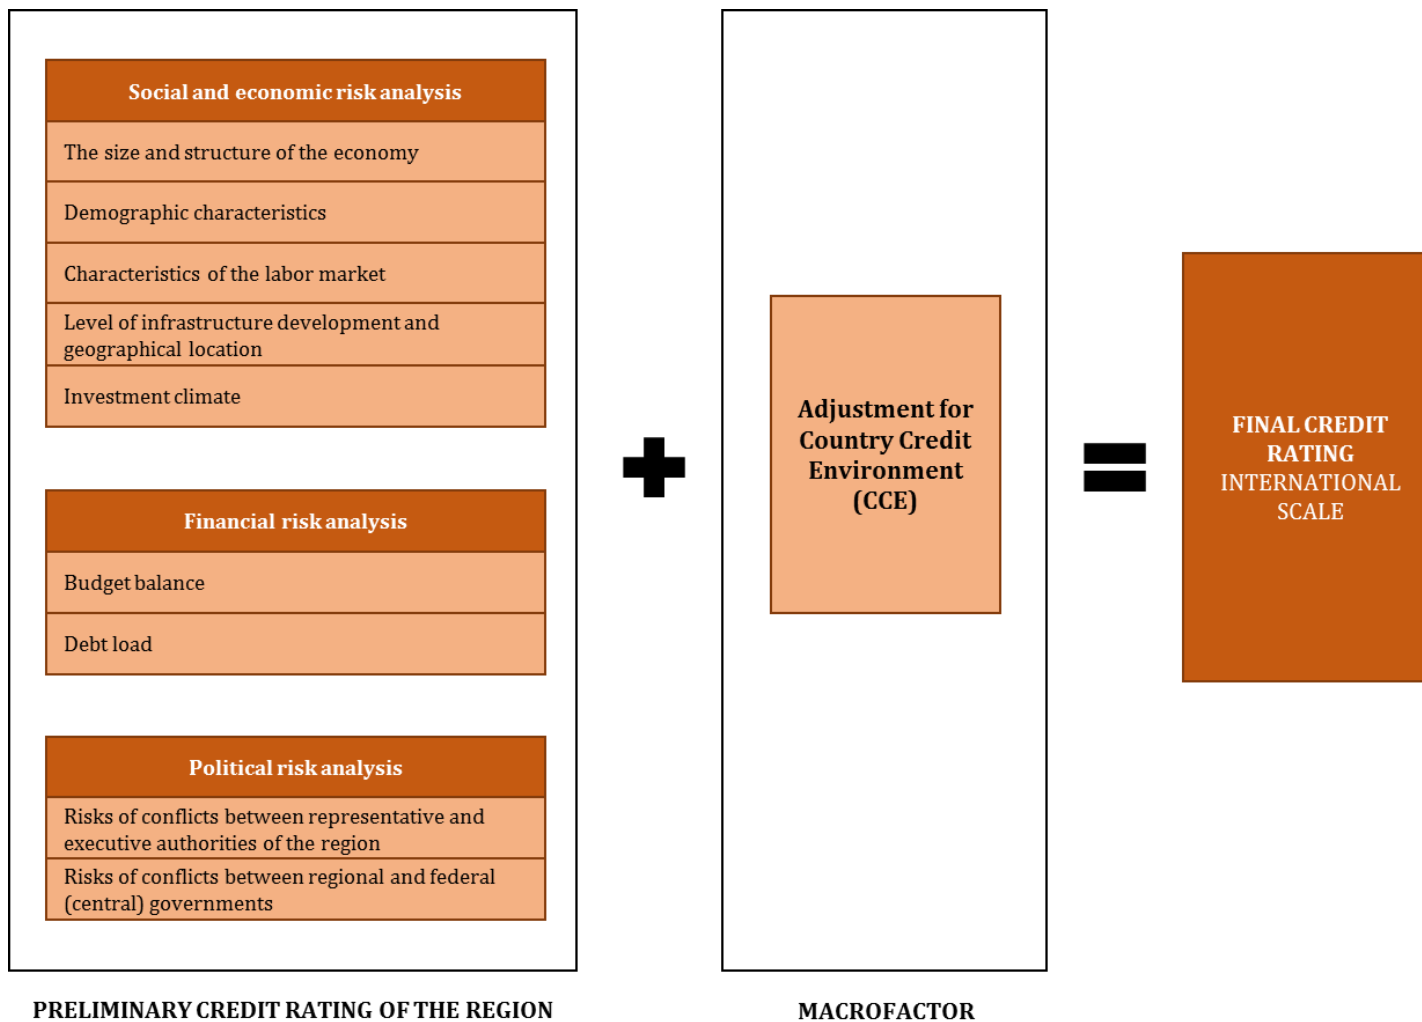 Social and economic risk analysis
The size and structure of the economy
Demographic characteristics
Characteristics of the labor market
Level of infrastructure development and
geographical location
Investment climate
Financial risk analysis
Budget balance
Debt load
Political risk analysis
Risks of conflicts between representative and
executive authorities of the region
Risks of conflicts between regional and federal
(central) governments
PRELIMINARY CREDIT RATING OF THE REGION
Adjustment for
Country Credit
Environment
(CCE)
MACROFACTOR
FINAL CREDIT
RATING
INTERNATIONAL
SCALE